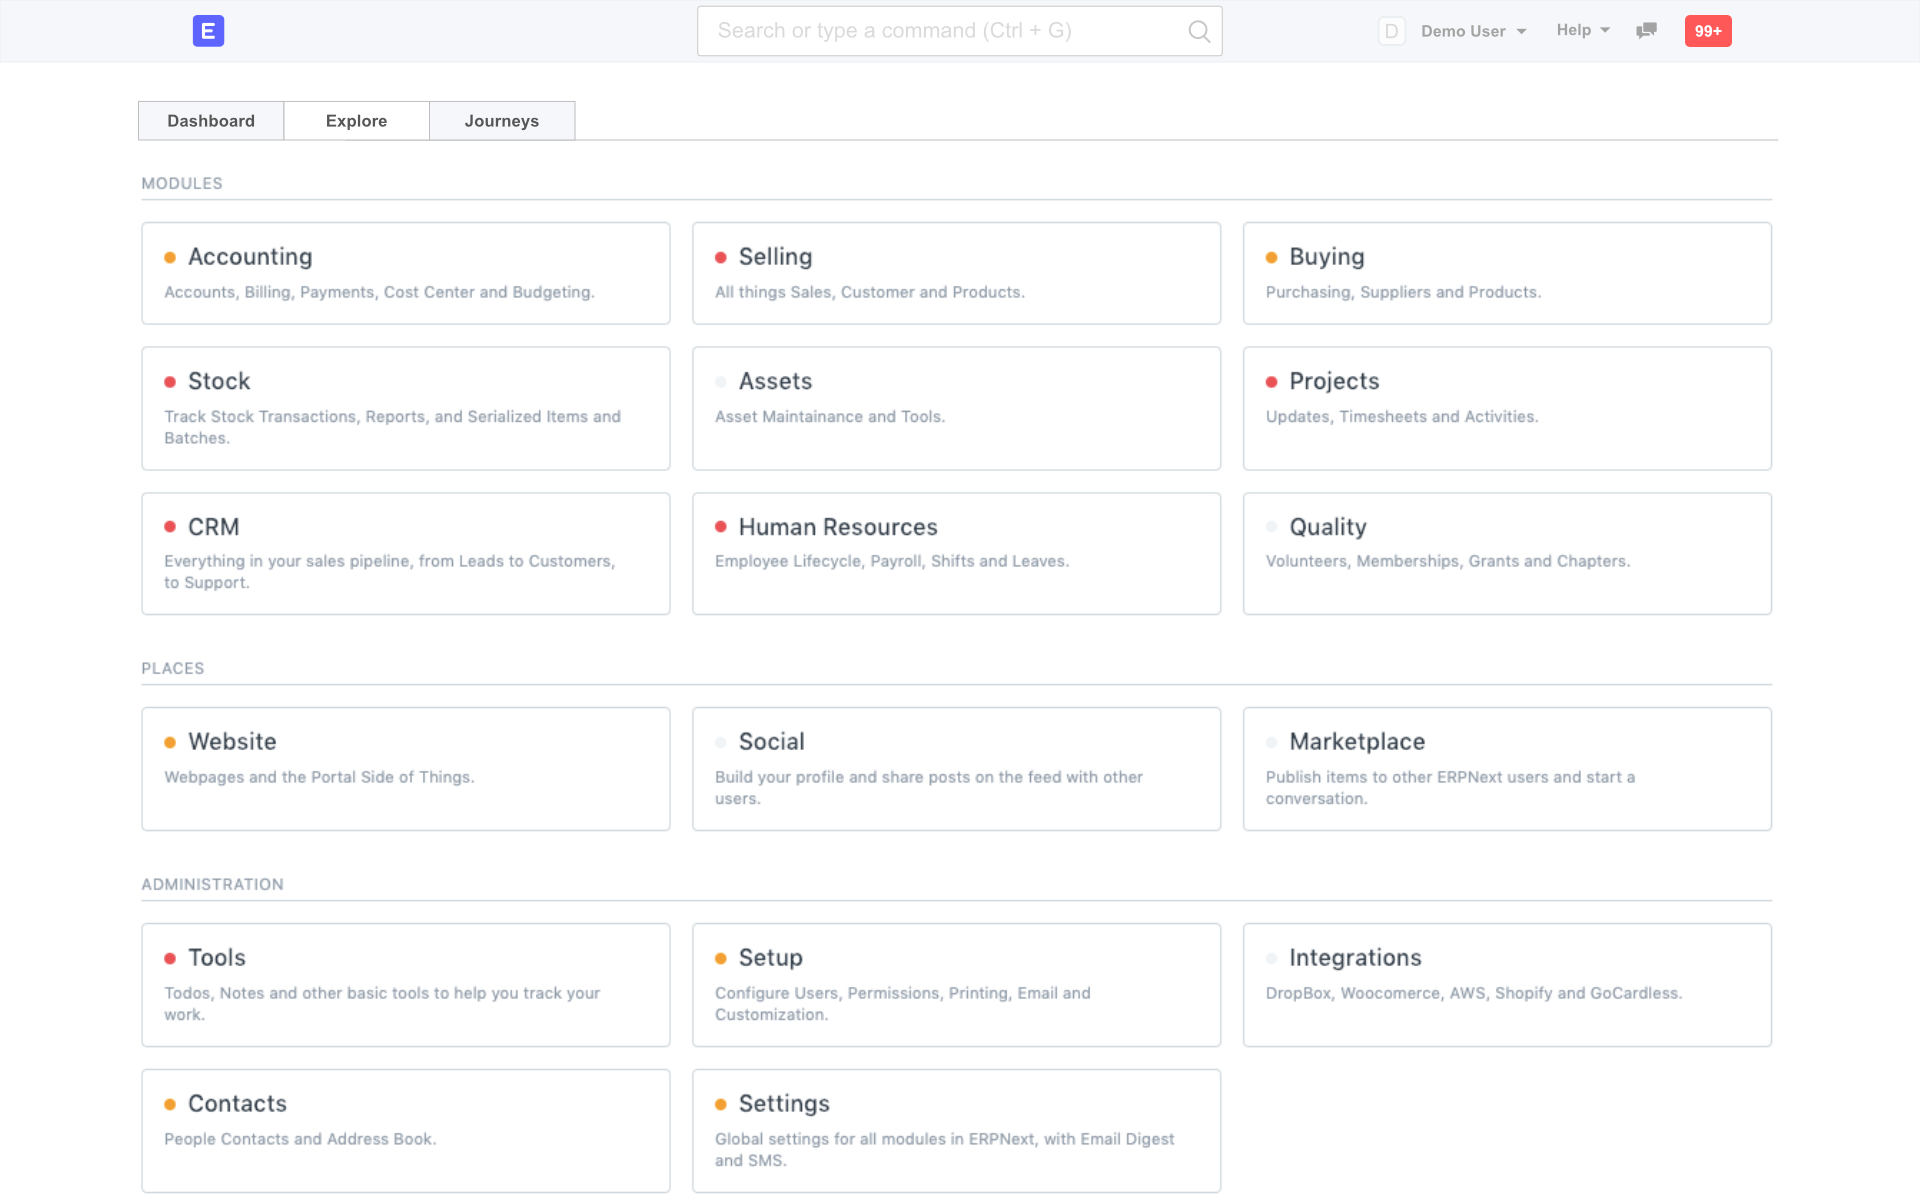 E
Search or type a command (Ctrl + G)
D Demo User Help 99+
Dashboard Explore Journeys
MODULES
Accounting
Accounts, Billing, Payments, Cost Center and Budgeting.
Selling
All things Sales, Customer and Products.
Buying
Purchasing, Suppliers and Products.
Stock
Track Stock Transactions, Reports, and Serialized Items and
Batches.
Assets
Asset Maintainance and Tools.
Projects
Updates, Timesheets and Activities.
CRM
Everything in your sales pipeline, from Leads to Customers,
to Support.
Human Resources
Employee Lifecycle, Payroll, Shifts and Leaves.
Quality
Volunteers, Memberships, Grants and Chapters.
PLACES
Website
Webpages and the Portal Side of Things.
Social
Build your profile and share posts on the feed with other
users.
Marketplace
Publish items to other ERPNext users and start a
conversation.
ADMINISTRATION
Tools
Todos, Notes and other basic tools to help you track your
work.
Setup
Configure Users, Permissions, Printing, Email and
Customization.
Integrations
DropBox, Woocomerce, AWS, Shopify and GoCardless.
Contacts
People Contacts and Address Book.
Settings
Global settings for all modules in ERPNext, with Email Digest
and SMS.